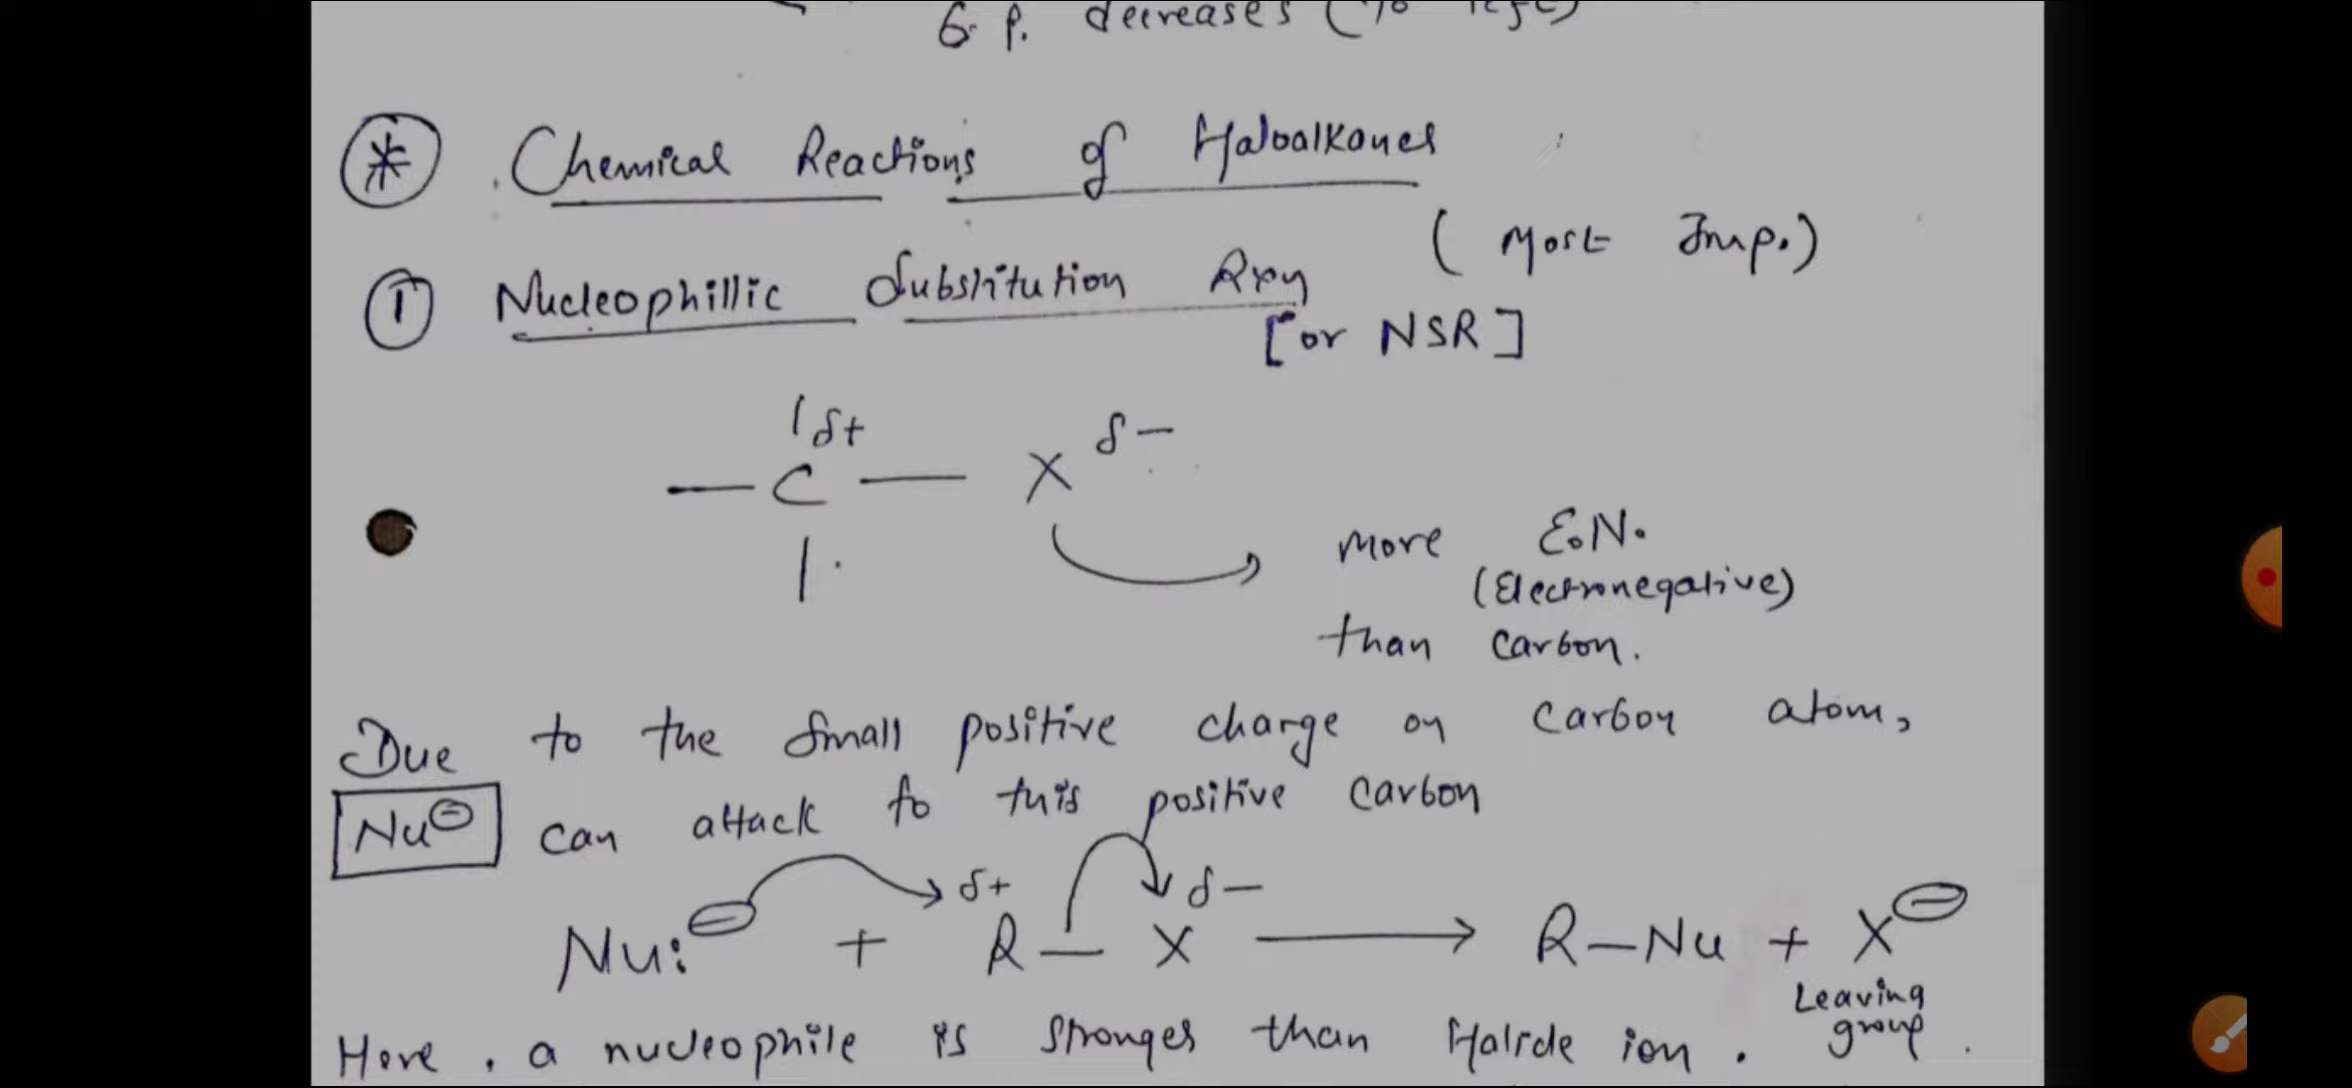 B.P. decreases (
* Chemical Reactions of Haloalkanes
(Most Imp.)
① Nucleophillic Substitution Rxn
[or NSR]
| δ+
— C — X δ−
|
more E.N.
(Electronegative)
than carbon.
Due to the small positive charge on carbon atom,
Nu⊖ can attack to this positive carbon
δ+ δ−
Nu:⊖ + R — X ⟶ R—Nu + X⊖
Leaving
group
Here, a nucleophile is stronger than Halide ion.